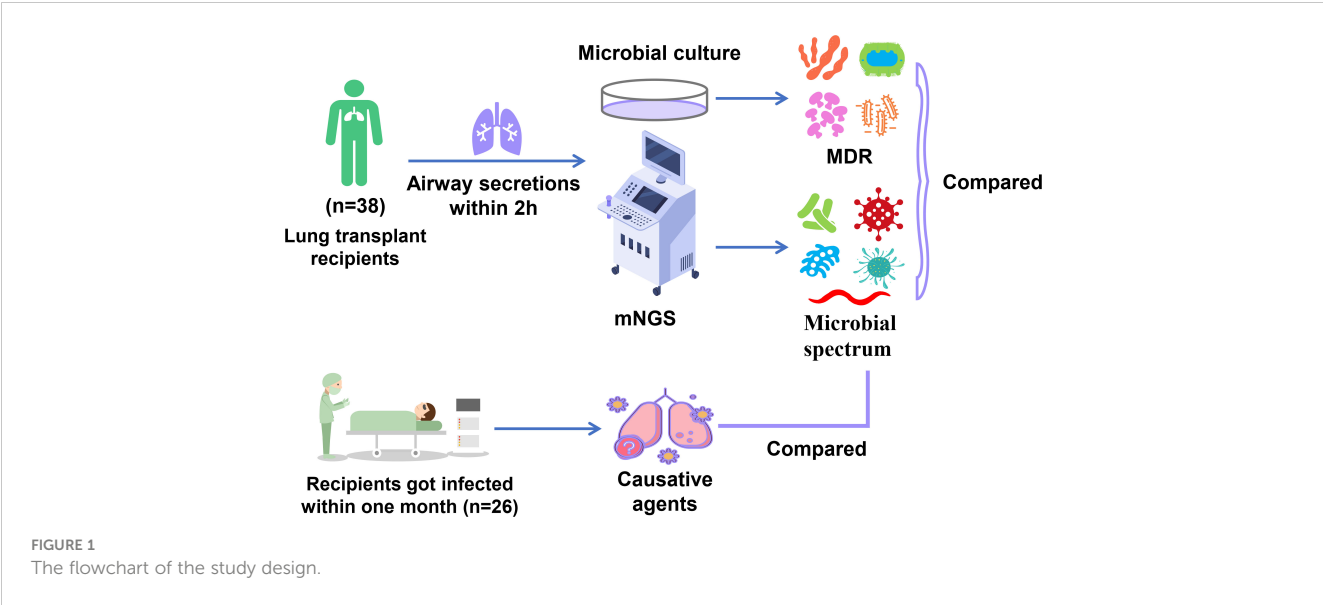 Microbial culture
MDR
Compared
(n=38)
Lung transplant
recipients
Airway secretions
within 2h
mNGS
Microbial
spectrum
Compared
Recipients got infected
within one month (n=26)
Causative
agents
?
FIGURE 1
The flowchart of the study design.